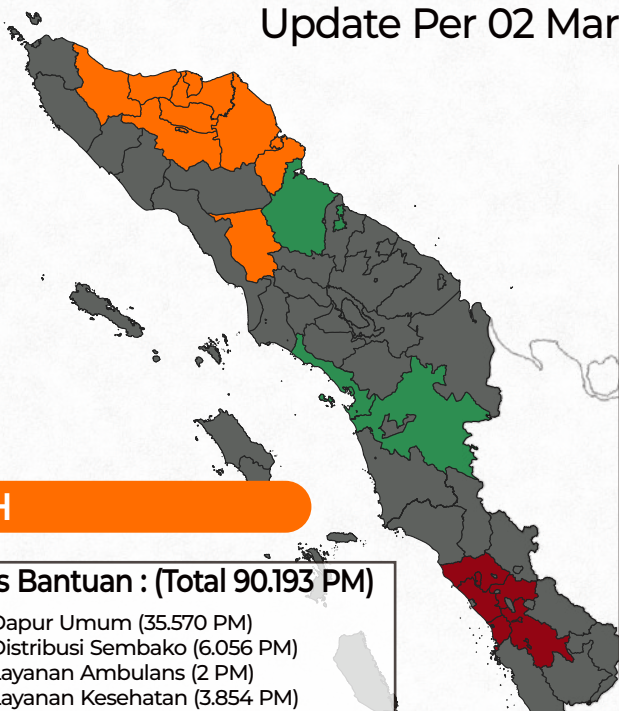 Update Per 02 Mar
H
s Bantuan : (Total 90.193 PM)
Dapur Umum (35.570 PM)
Distribusi Sembako (6.056 PM)
Layanan Ambulans (2 PM)
Layanan Kesehatan (3.854 PM)